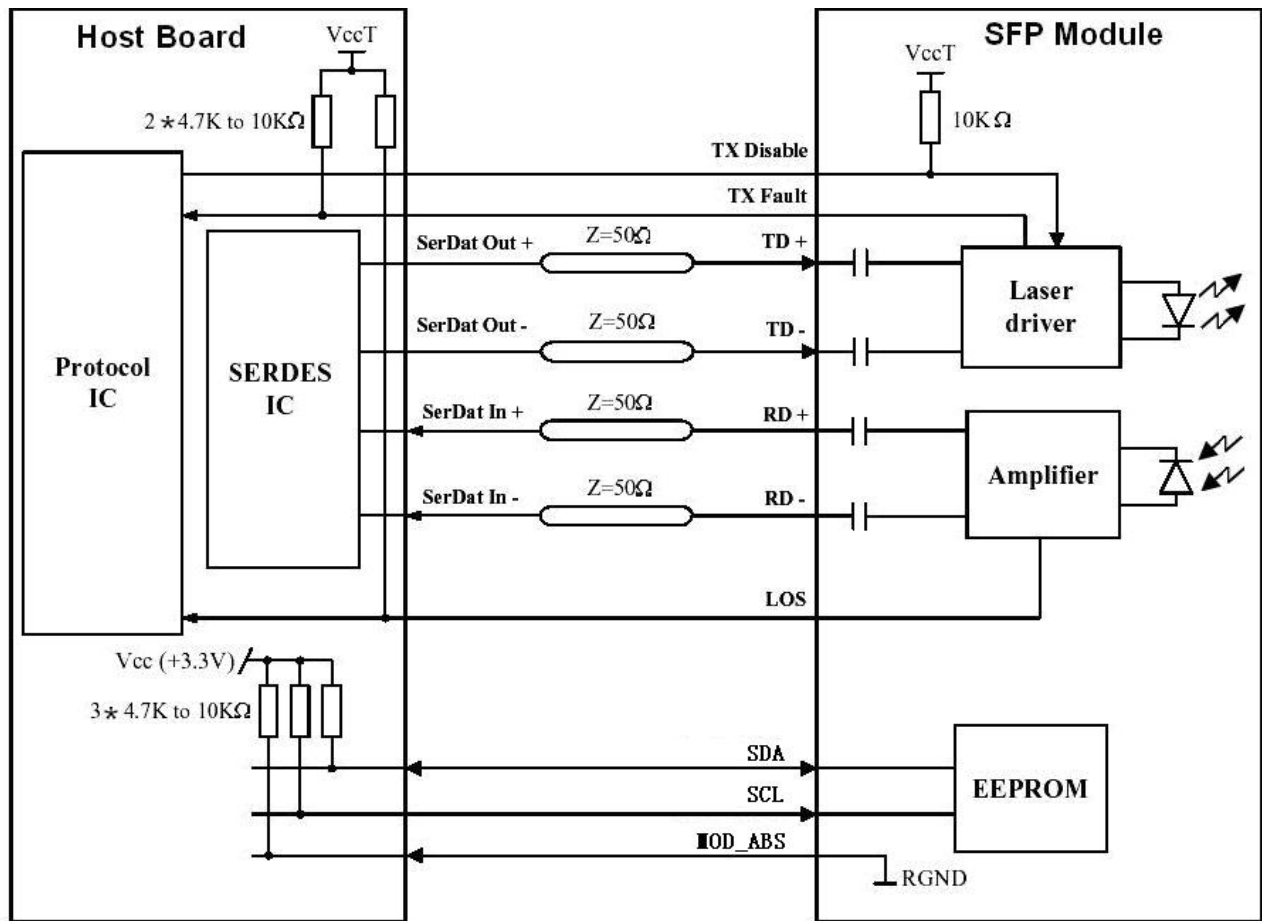 Host Board
SFP Module
VccT
VccT
2*4.7K to 10KΩ
10KΩ
TX Disable
TX Fault
SerDat Out +
Z=50Ω
TD +
Laser
driver
SerDat Out -
Z=50Ω
TD -
Protocol
IC
SERDES
IC
SerDat In +
Z=50Ω
RD +
Amplifier
SerDat In -
Z=50Ω
RD -
LOS
Vcc (+3.3V)
3*4.7K to 10KΩ
SDA
EEPROM
SCL
MOD_ABS
RGND